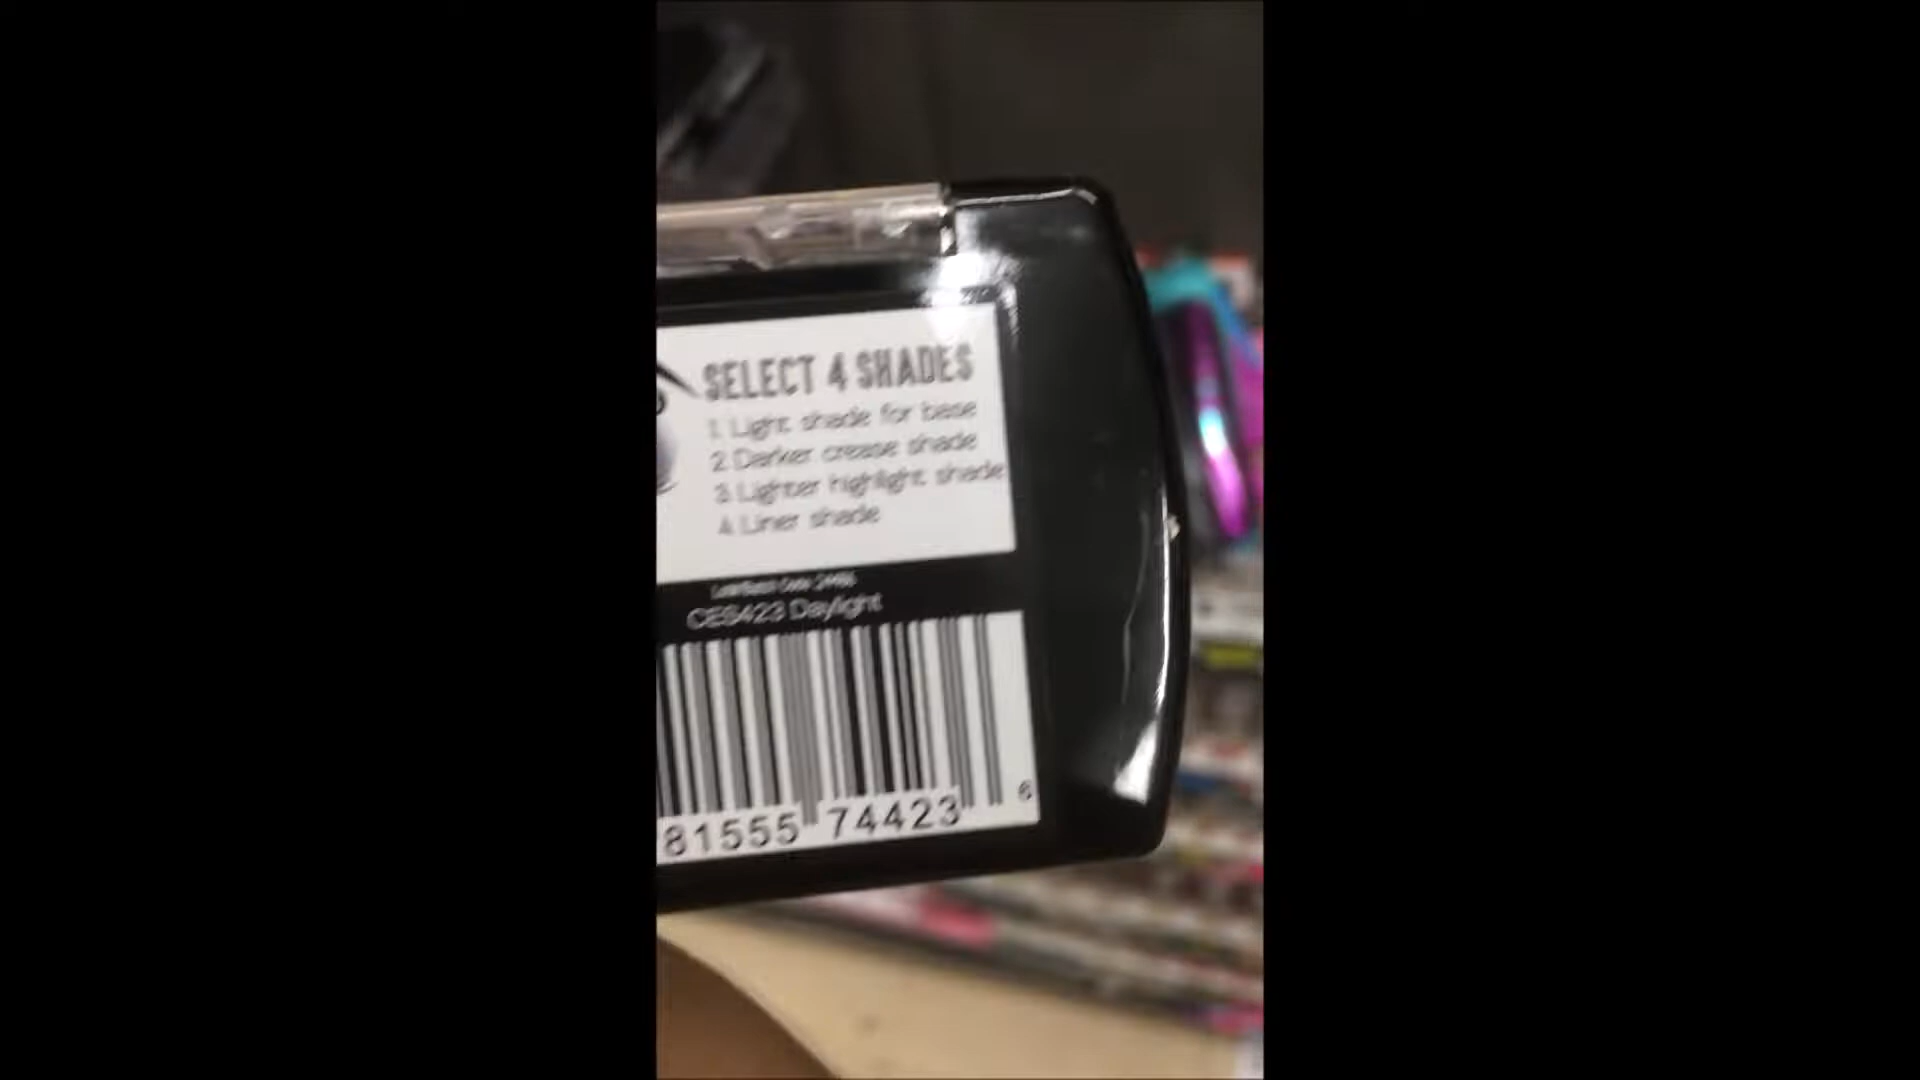 SELECT 4 SHADES
1. Light shade for base
2. Darker crease shade
3. Lighter highlight shade
4. Liner shade
CES423 Daylight
81555 74423 6